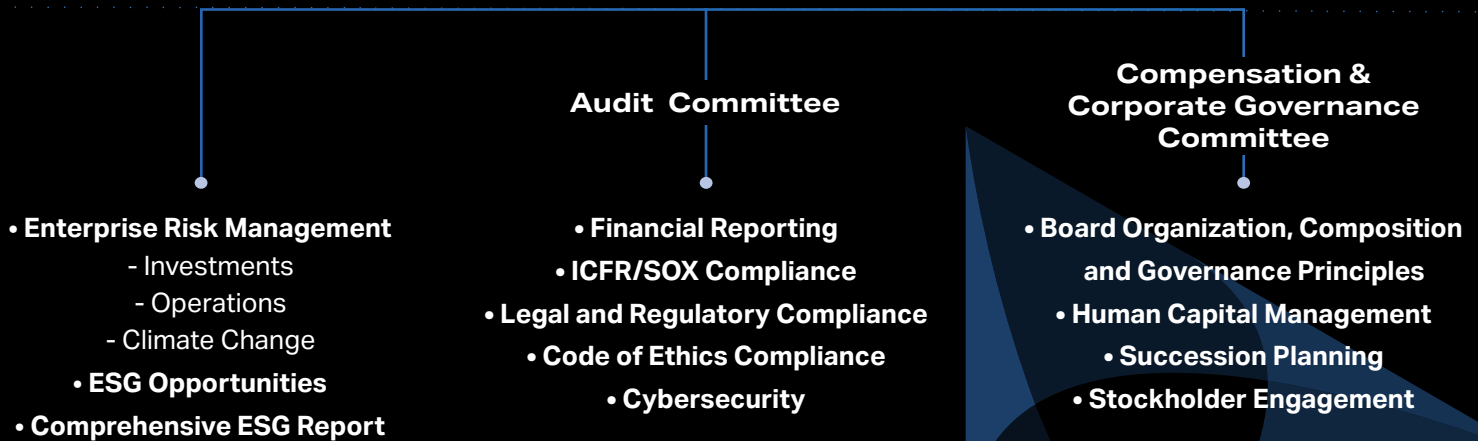 Audit Committee
Compensation &
Corporate Governance
Committee
• Enterprise Risk Management
- Investments
- Operations
- Climate Change
• ESG Opportunities
• Comprehensive ESG Report
• Financial Reporting
• ICFR/SOX Compliance
• Legal and Regulatory Compliance
• Code of Ethics Compliance
• Cybersecurity
• Board Organization, Composition
and Governance Principles
• Human Capital Management
• Succession Planning
• Stockholder Engagement